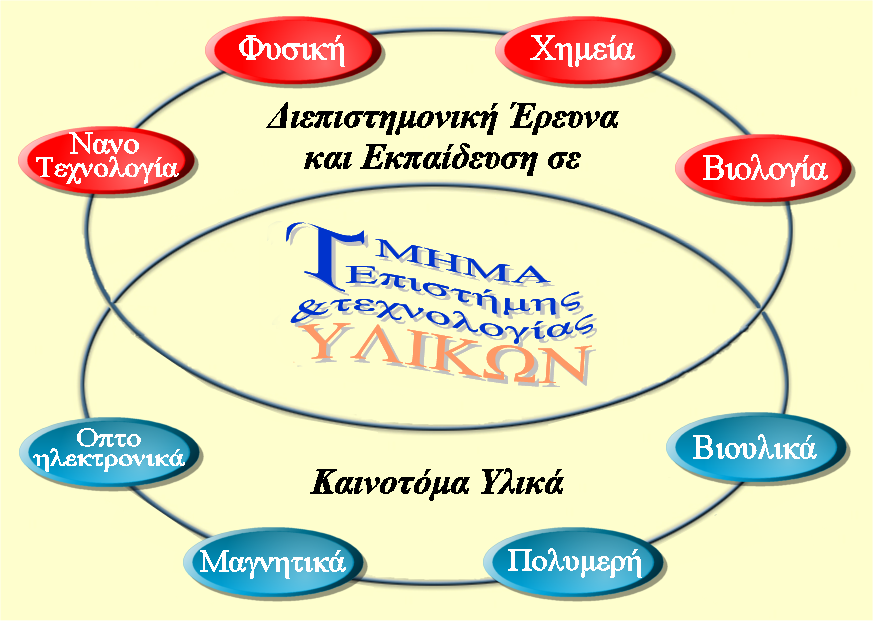 Φυσική
Χημεία
Διεπιστημονική Έρευνα
και Εκπαίδευση σε
Νανο
Τεχνολογία
Βιολογία
ΤΜΗΜΑ
Επιστήμης
&τεχνολογίας
ΥΛΙΚΩΝ
Οπτο
ηλεκτρονικά
Βιουλικά
Καινοτόμα Υλικά
Μαγνητικά
Πολυμερή